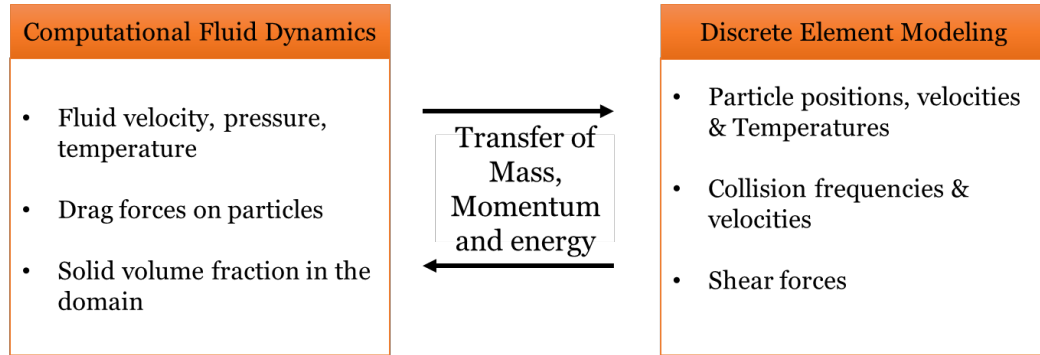 Computational Fluid Dynamics
• Fluid velocity, pressure,
temperature
• Drag forces on particles
• Solid volume fraction in the
domain
Transfer of
Mass,
Momentum
and energy
Discrete Element Modeling
• Particle positions, velocities
& Temperatures
• Collision frequencies &
velocities
• Shear forces